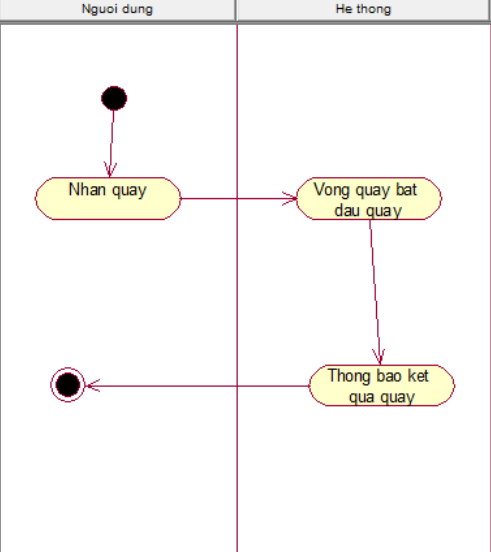 Nguoi dung
He thong
Nhan quay
Vong quay bat
dau quay
Thong bao ket
qua quay